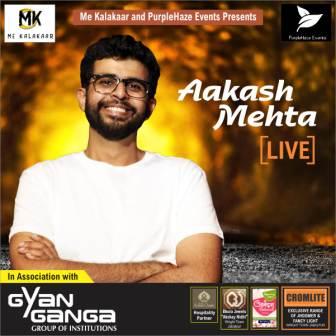 MK
ME KALAKAAR
Me Kalakaar and PurpleHaze Events Presents
PurpleHaze Events
Aakash
Mehta
[LIVE]
In Association with
GYAN
GANGA
GROUP OF INSTITUTIONS
Hospitality
Partner
CROMLITE
EXCLUSIVE RANGE
OF JHOOMER &
FANCY LIGHT